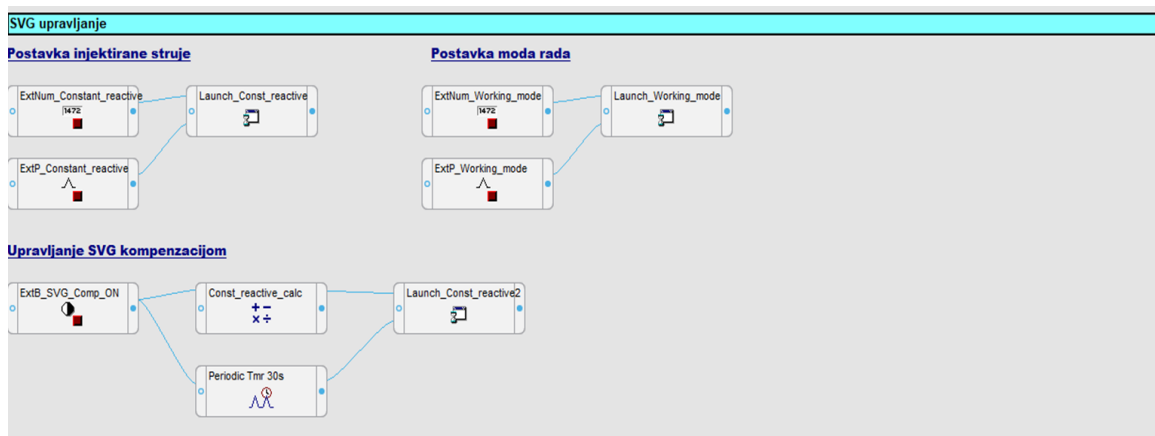 SVG upravljanje
Postavka injektirane struje
Postavka moda rada
ExtNum_Constant_reactive
1472
Launch_Const_reactive
ExtNum_Working_mode
1472
Launch_Working_mode
ExtP_Constant_reactive
ExtP_Working_mode
Upravljanje SVG kompenzacijom
ExtB_SVG_Comp_ON
Const_reactive_calc
+ −
× ÷
Launch_Const_reactive2
Periodic Tmr 30s